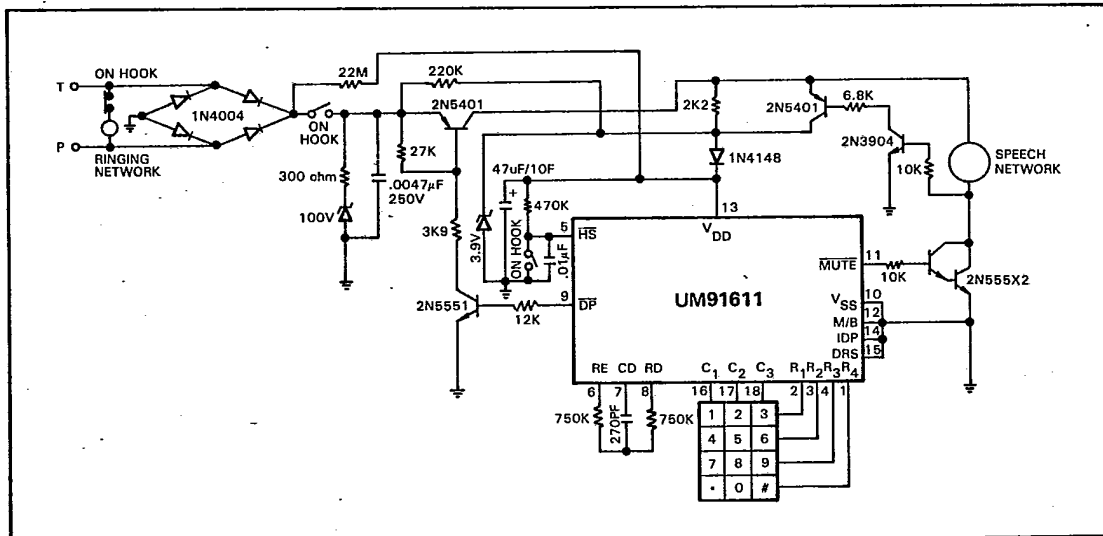 T
P
ON HOOK
RINGING
NETWORK
1N4004
22M
ON
HOOK
220K
2N5401
27K
300 ohm
100V
.0047µF
250V
3K9
2N5551
12K
47uF/10F
+
470K
3.9V
ON HOOK
.01µF
2K2
1N4148
2N5401
6.8K
2N3904
10K
SPEECH
NETWORK
10K
2N555X2
UM91611
13
VDD
5
HS
9
DP
11
MUTE
VSS 10
M/B 12
IDP 14
DRS 15
RE CD RD C1 C2 C3 R1 R2 R3 R4
6 7 8 16 17 18 2 3 4 1
750K
270PF
750K
1 2 3
4 5 6
7 8 9
• 0 #